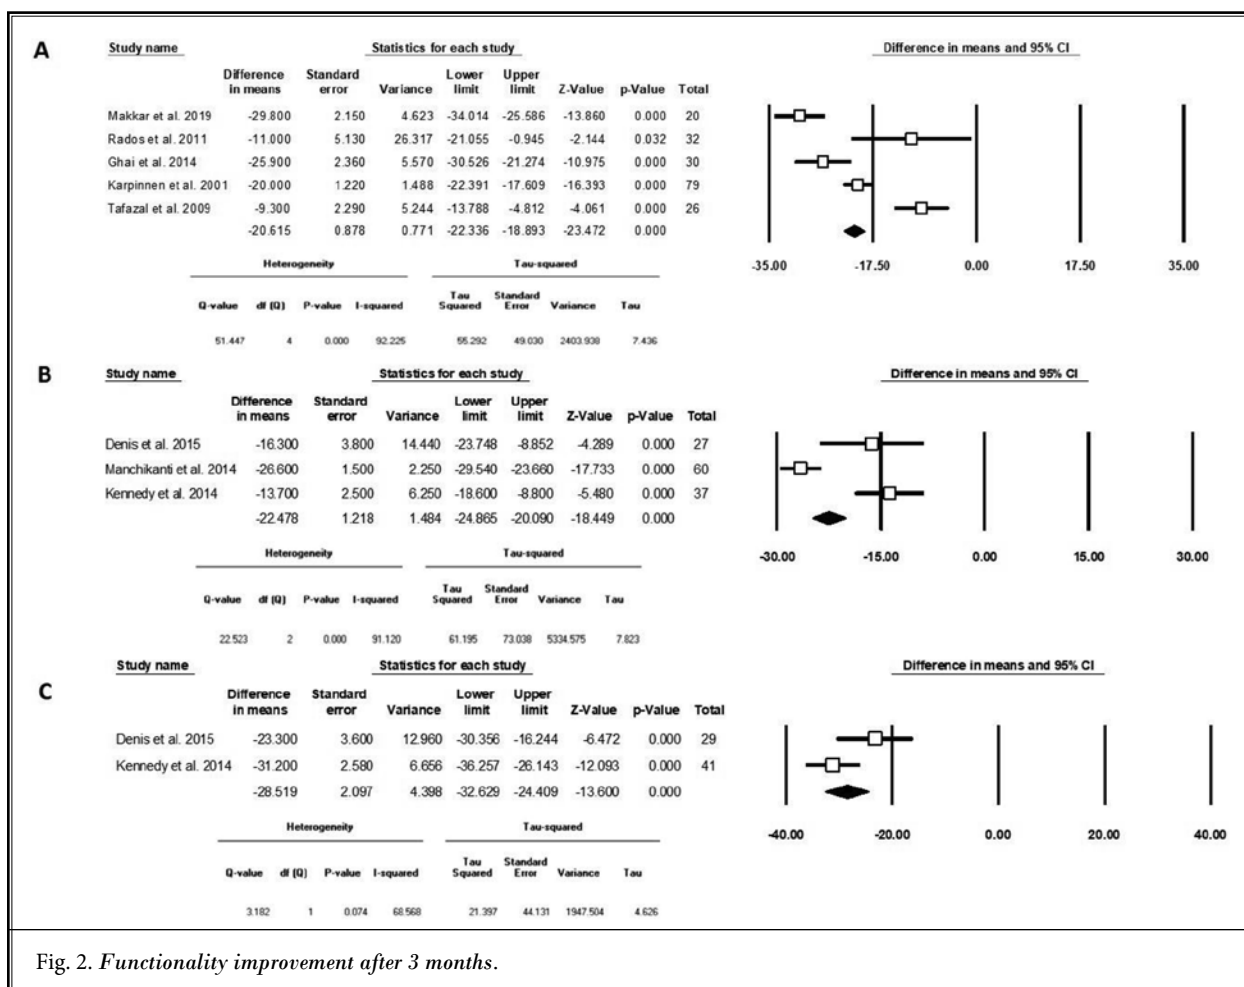 A Study name Statistics for each study Difference in means and 95% CI
Difference in means Standard error Variance Lower limit Upper limit Z-Value p-Value Total
Makkar et al. 2019 -29.800 2.150 4.623 -34.014 -25.586 -13.860 0.000 20
Rados et al. 2011 -11.000 5.130 26.317 -21.055 -0.945 -2.144 0.032 32
Ghai et al. 2014 -25.900 2.360 5.570 -30.526 -21.274 -10.975 0.000 30
Karpinnen et al. 2001 -20.000 1.220 1.488 -22.391 -17.609 -16.393 0.000 79
Tafazal et al. 2009 -9.300 2.290 5.244 -13.788 -4.812 -4.061 0.000 26
-20.615 0.878 0.771 -22.336 -18.893 -23.472 0.000
-35.00 -17.50 0.00 17.50 35.00
Heterogeneity Tau-squared
Q-value df (Q) P-value I-squared Tau Squared Standard Error Variance Tau
51.447 4 0.000 92.225 55.292 49.030 2403.938 7.436
B Study name Statistics for each study Difference in means and 95% CI
Difference in means Standard error Variance Lower limit Upper limit Z-Value p-Value Total
Denis et al. 2015 -16.300 3.800 14.440 -23.748 -8.852 -4.289 0.000 27
Manchikanti et al. 2014 -26.600 1.500 2.250 -29.540 -23.660 -17.733 0.000 60
Kennedy et al. 2014 -13.700 2.500 6.250 -18.600 -8.800 -5.480 0.000 37
-22.478 1.218 1.484 -24.865 -20.090 -18.449 0.000
-30.00 -15.00 0.00 15.00 30.00
Heterogeneity Tau-squared
Q-value df (Q) P-value I-squared Tau Squared Standard Error Variance Tau
22.523 2 0.000 91.120 61.195 73.038 5334.575 7.823
C Study name Statistics for each study Difference in means and 95% CI
Difference in means Standard error Variance Lower limit Upper limit Z-Value p-Value Total
Denis et al. 2015 -23.300 3.600 12.960 -30.356 -16.244 -6.472 0.000 29
Kennedy et al. 2014 -31.200 2.580 6.656 -36.257 -26.143 -12.093 0.000 41
-28.519 2.097 4.398 -32.629 -24.409 -13.600 0.000
-40.00 -20.00 0.00 20.00 40.00
Heterogeneity Tau-squared
Q-value df (Q) P-value I-squared Tau Squared Standard Error Variance Tau
3.182 1 0.074 68.568 21.397 44.131 1947.504 4.626
Fig. 2. Functionality improvement after 3 months.